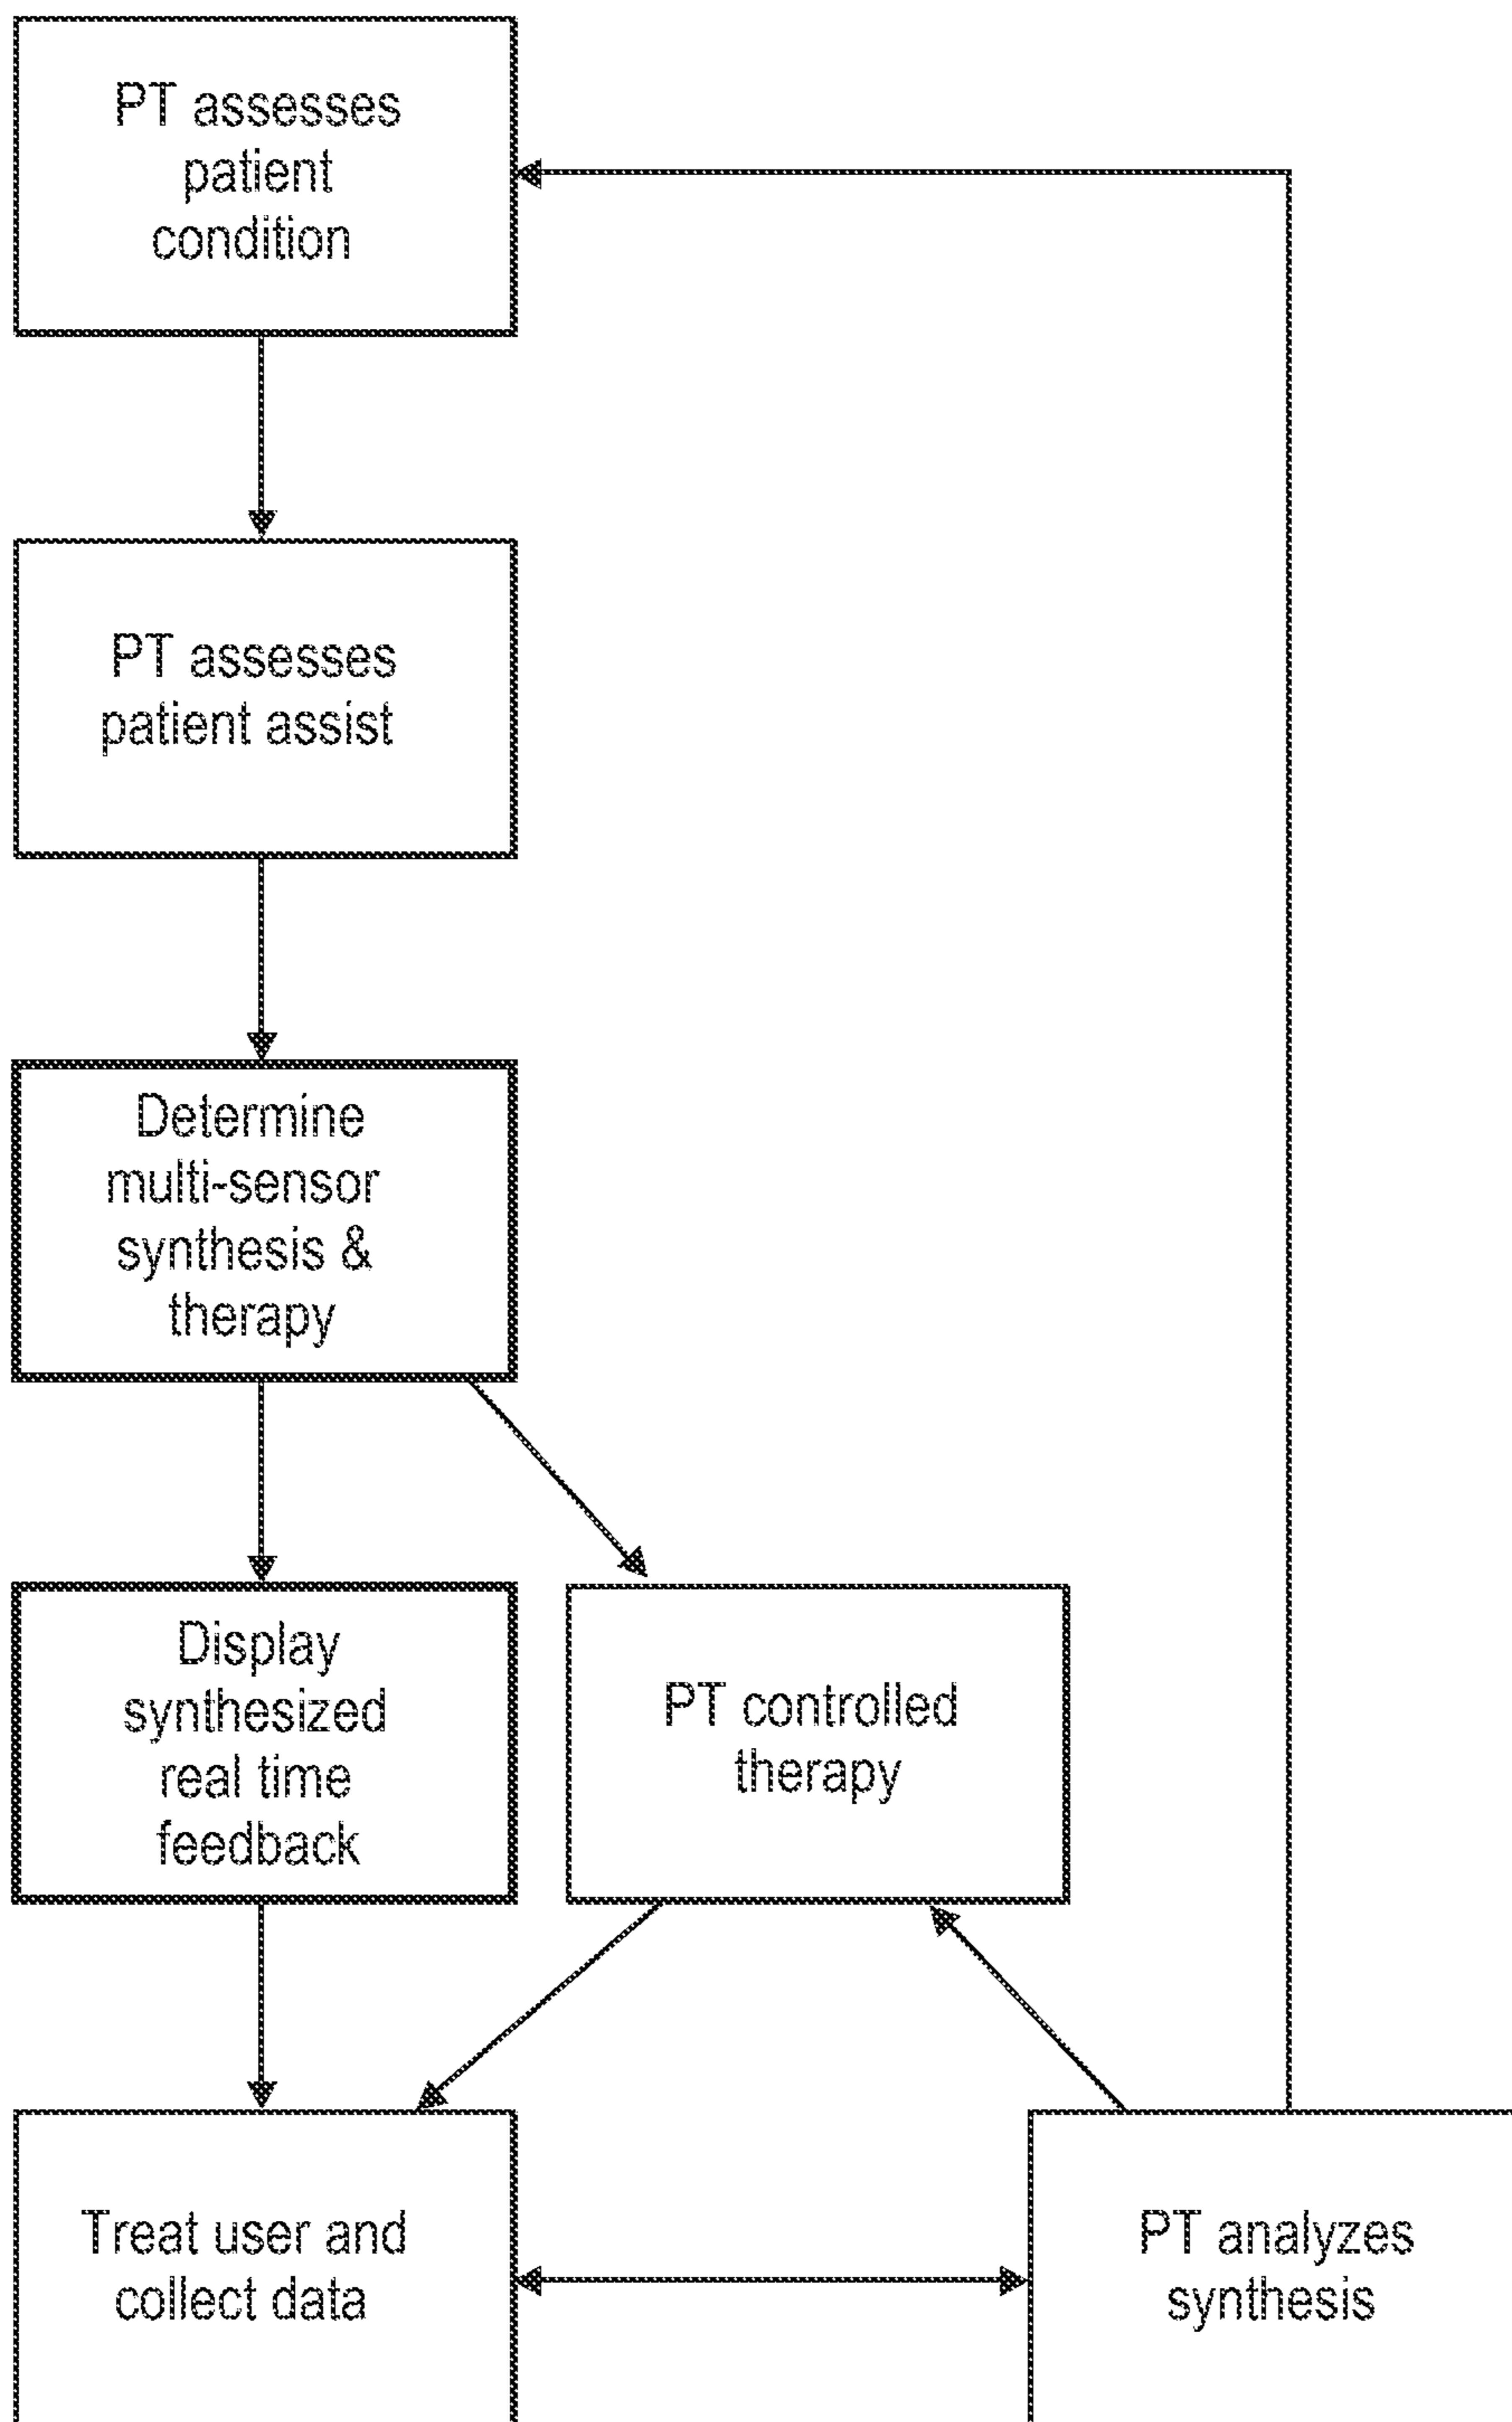 PT assesses
patient
condition
PT assesses
patient assist
Determine
multi-sensor
synthesis &
therapy
Display
synthesized
real time
feedback
PT controlled
therapy
Treat user and
collect data
PT analyzes
synthesis